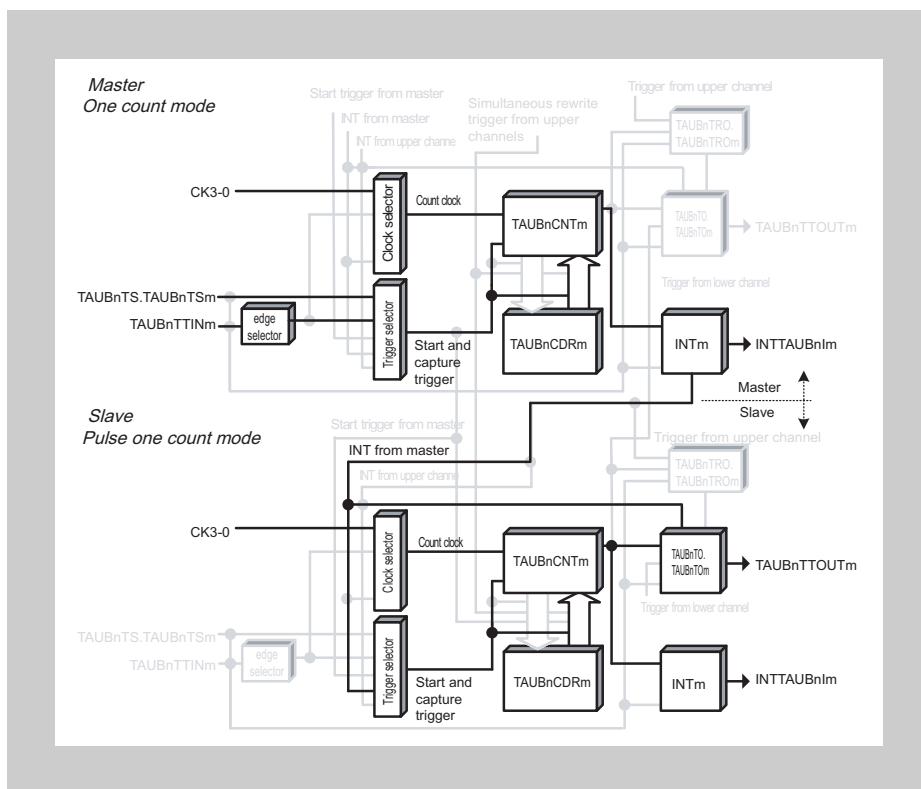 Master
One count mode
Start trigger from master
INT from master
INT from upper channe
Simultaneous rewrite
trigger from upper
channels
Trigger from upper channel
TAUBnTRO.
TAUBnTROm
CK3-0
Clock selector
Count clock
TAUBnCNTm
TAUBnTO.
TAUBnTOm
TAUBnTTOUTm
Trigger from lower channel
TAUBnTS.TAUBnTSm
TAUBnTTINm
edge
selector
Trigger selector
Start and
capture
trigger
TAUBnCDRm
INTm
INTTAUBnIm
Master
Slave
Slave
Pulse one count mode
Start trigger from master
INT from master
INT from upper channe
Trigger from upper channel
TAUBnTRO.
TAUBnTROm
CK3-0
Clock selector
Count clock
TAUBnCNTm
TAUBnTO.
TAUBnTOm
TAUBnTTOUTm
Trigger from lower channel
TAUBnTS.TAUBnTSm
TAUBnTTINm
edge
selector
Trigger selector
Start and
capture
trigger
TAUBnCDRm
INTm
INTTAUBnIm